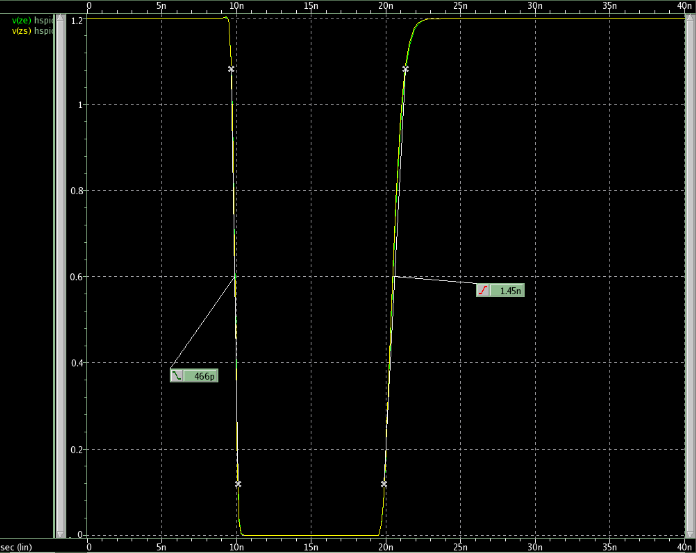 0 5n 10n 15n 20n 25n 30n 35n 40n
v(ze) hspi
v(zs) hspi
1.2
1
0.8
0.6
1.45n
0.4
466p
0.2
0
sec (lin) 0 5n 10n 15n 20n 25n 30n 35n 40n